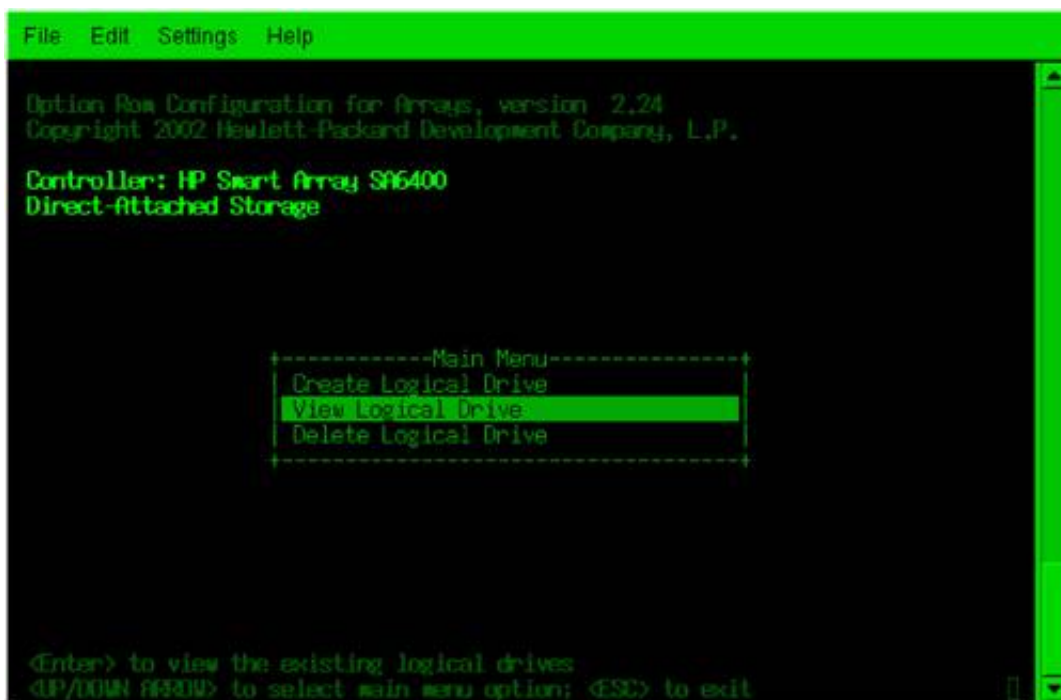 File Edit Settings Help
Option Rom Configuration for Arrays, version 2.24
Copyright 2002 Hewlett-Packard Development Company, L.P.
Controller: HP Smart Array SA6400
Direct-Attached Storage
Main Menu
Create Logical Drive
View Logical Drive
Delete Logical Drive
<Enter> to view the existing logical drives
<UP/DOWN ARROW> to select main menu option; <ESC> to exit